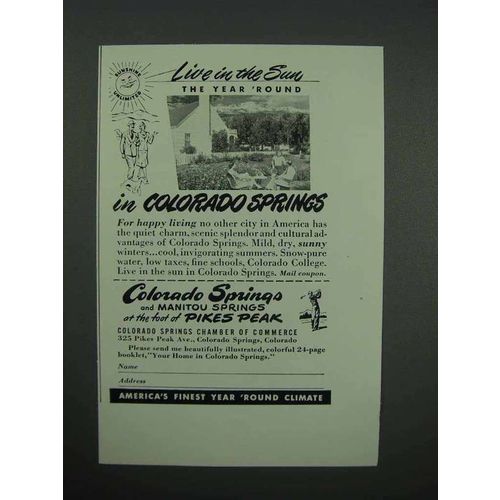 SUNSHINE
UNLIMITED
Live in the Sun
THE YEAR 'ROUND
in COLORADO SPRINGS
For happy living no other city in America has
the quiet charm, scenic splendor and cultural ad-
vantages of Colorado Springs. Mild, dry, sunny
winters...cool, invigorating summers. Snow-pure
water, low taxes, fine schools, Colorado College.
Live in the sun in Colorado Springs. Mail coupon.
Colorado Springs
and MANITOU SPRINGS
at the foot of PIKES PEAK
COLORADO SPRINGS CHAMBER OF COMMERCE
325 Pikes Peak Ave., Colorado Springs, Colorado
Please send me beautifully illustrated, colorful 24-page
booklet, "Your Home in Colorado Springs."
Name
Address
AMERICA'S FINEST YEAR 'ROUND CLIMATE